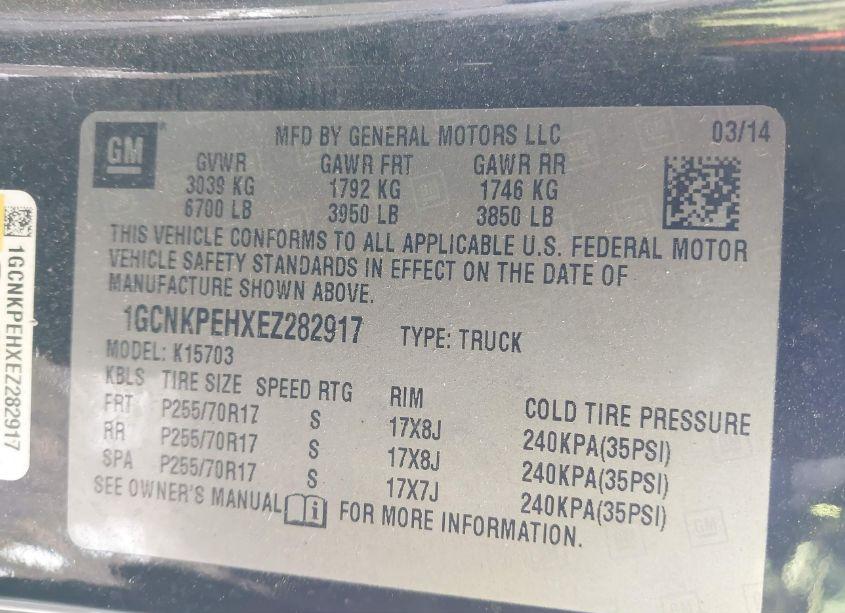 GM
MFD BY GENERAL MOTORS LLC 03/14
GVWR GAWR FRT GAWR RR
3039 KG 1792 KG 1746 KG
6700 LB 3950 LB 3850 LB
THIS VEHICLE CONFORMS TO ALL APPLICABLE U.S. FEDERAL MOTOR
VEHICLE SAFETY STANDARDS IN EFFECT ON THE DATE OF
MANUFACTURE SHOWN ABOVE.
1GCNKPEHXEZ282917 TYPE: TRUCK
MODEL: K15703
KBLS TIRE SIZE SPEED RTG RIM COLD TIRE PRESSURE
FRT P255/70R17 S 17X8J 240KPA(35PSI)
RR P255/70R17 S 17X8J 240KPA(35PSI)
SPA P255/70R17 S 17X7J 240KPA(35PSI)
SEE OWNER'S MANUAL i FOR MORE INFORMATION.
1GCNKPEHXEZ282917